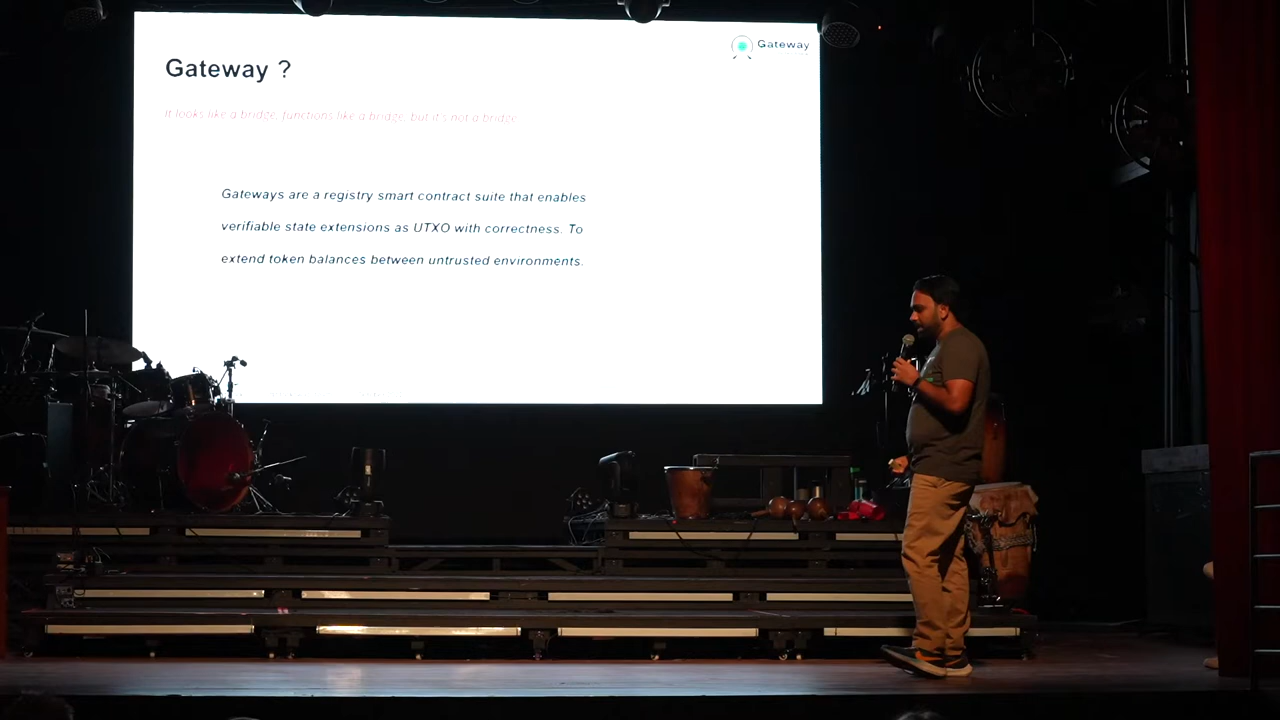 Gateway
Gateway ?
It looks like a bridge, functions like a bridge, but it's not a bridge
Gateways are a registry smart contract suite that enables
verifiable state extensions as UTXO with correctness. To
extend token balances between untrusted environments.